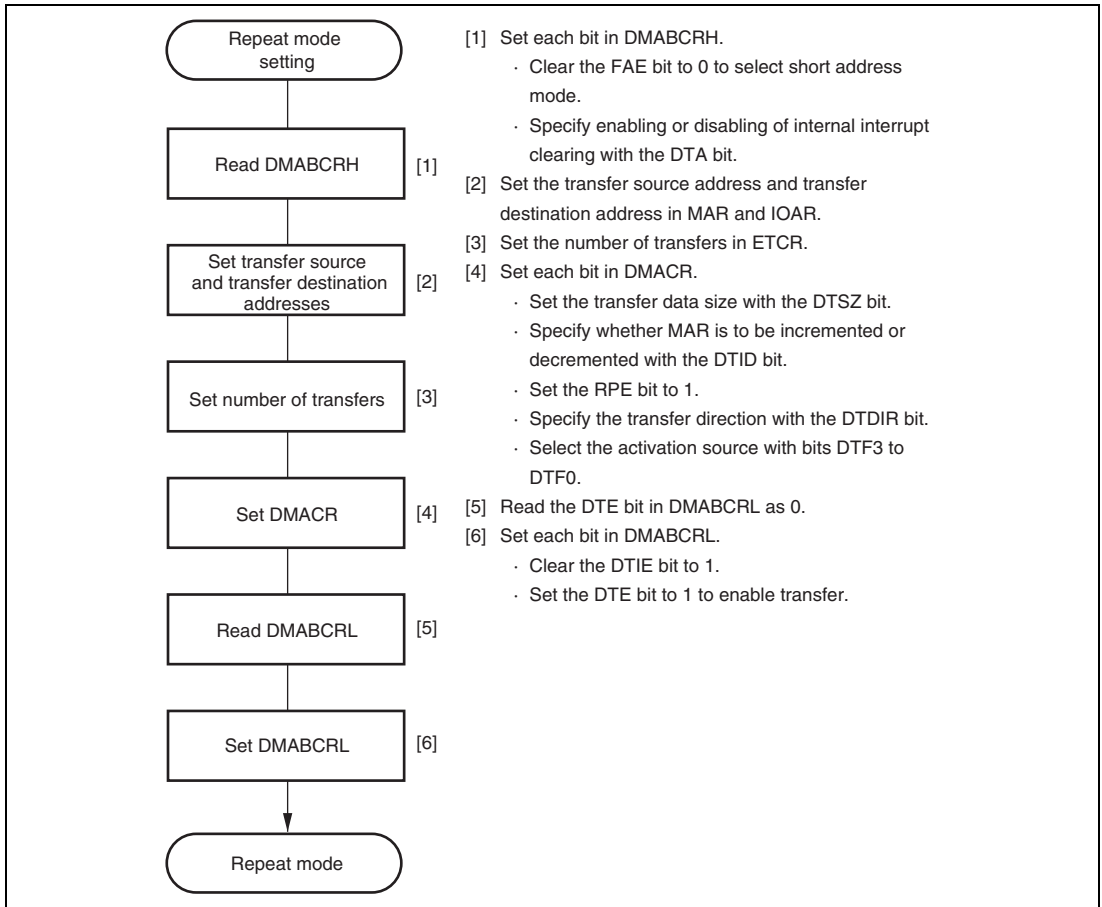 Repeat mode
setting
Read DMABCRH [1]
Set transfer source
and transfer destination
addresses
[2]
Set number of transfers [3]
Set DMACR [4]
Read DMABCRL [5]
Set DMABCRL [6]
Repeat mode
[1] Set each bit in DMABCRH.
· Clear the FAE bit to 0 to select short address
mode.
· Specify enabling or disabling of internal interrupt
clearing with the DTA bit.
[2] Set the transfer source address and transfer
destination address in MAR and IOAR.
[3] Set the number of transfers in ETCR.
[4] Set each bit in DMACR.
· Set the transfer data size with the DTSZ bit.
· Specify whether MAR is to be incremented or
decremented with the DTID bit.
· Set the RPE bit to 1.
· Specify the transfer direction with the DTDIR bit.
· Select the activation source with bits DTF3 to
DTF0.
[5] Read the DTE bit in DMABCRL as 0.
[6] Set each bit in DMABCRL.
· Clear the DTIE bit to 1.
· Set the DTE bit to 1 to enable transfer.